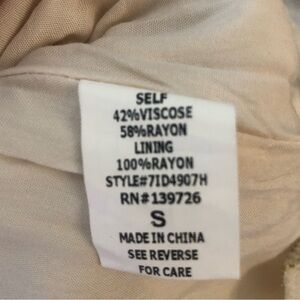 SELF
42%VISCOSE
58%RAYON
LINING
100%RAYON
STYLE#7ID4907H
RN#139726
S
MADE IN CHINA
SEE REVERSE
FOR CARE